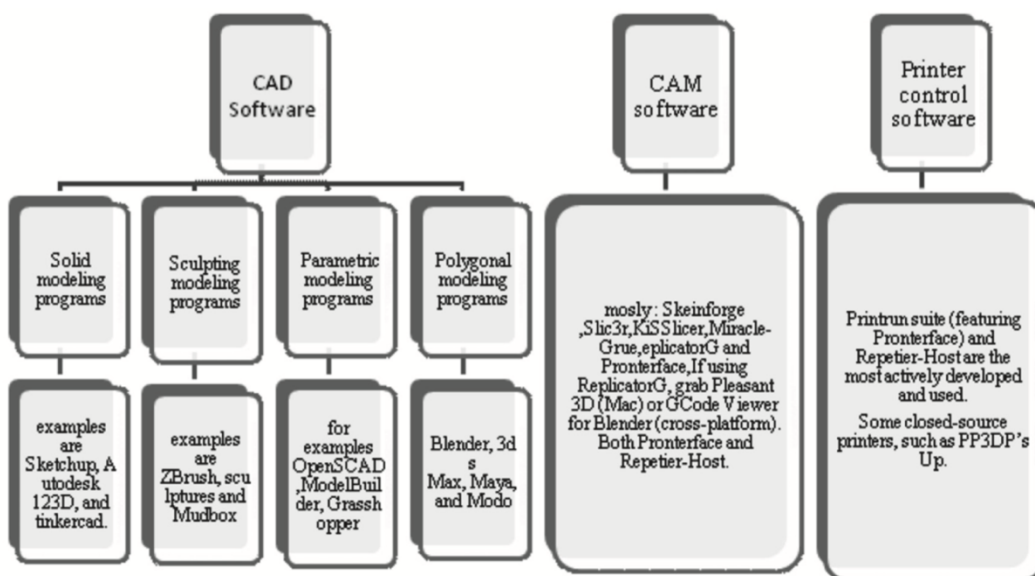 CAD
Software
CAM
software
Printer
control
software
Solid
modeling
programs
Sculpting
modeling
programs
Parametric
modeling
programs
Polygonal
modeling
programs
examples
are
Sketchup, A
utodesk
123D, and
tinkercad.
examples
are
ZBrush, scu
lptures and
Mudbox
for
examples
OpenSCAD
,ModelBuil
der, Grassh
opper
Blender, 3d
s
Max, Maya,
and Modo
mosly: Skeinforge
,Slic3r,KiSSlicer,Miracle-
Grue,eplicatorG and
Pronterface,If using
ReplicatorG, grab Pleasant
3D (Mac) or GCode Viewer
for Blender (cross-platform).
Both Pronterface and
Repetier-Host.
Printrun suite (featuring
Pronterface) and
Repetier-Host are the
most actively developed
and used.
Some closed-source
printers, such as PP3DP's
Up.